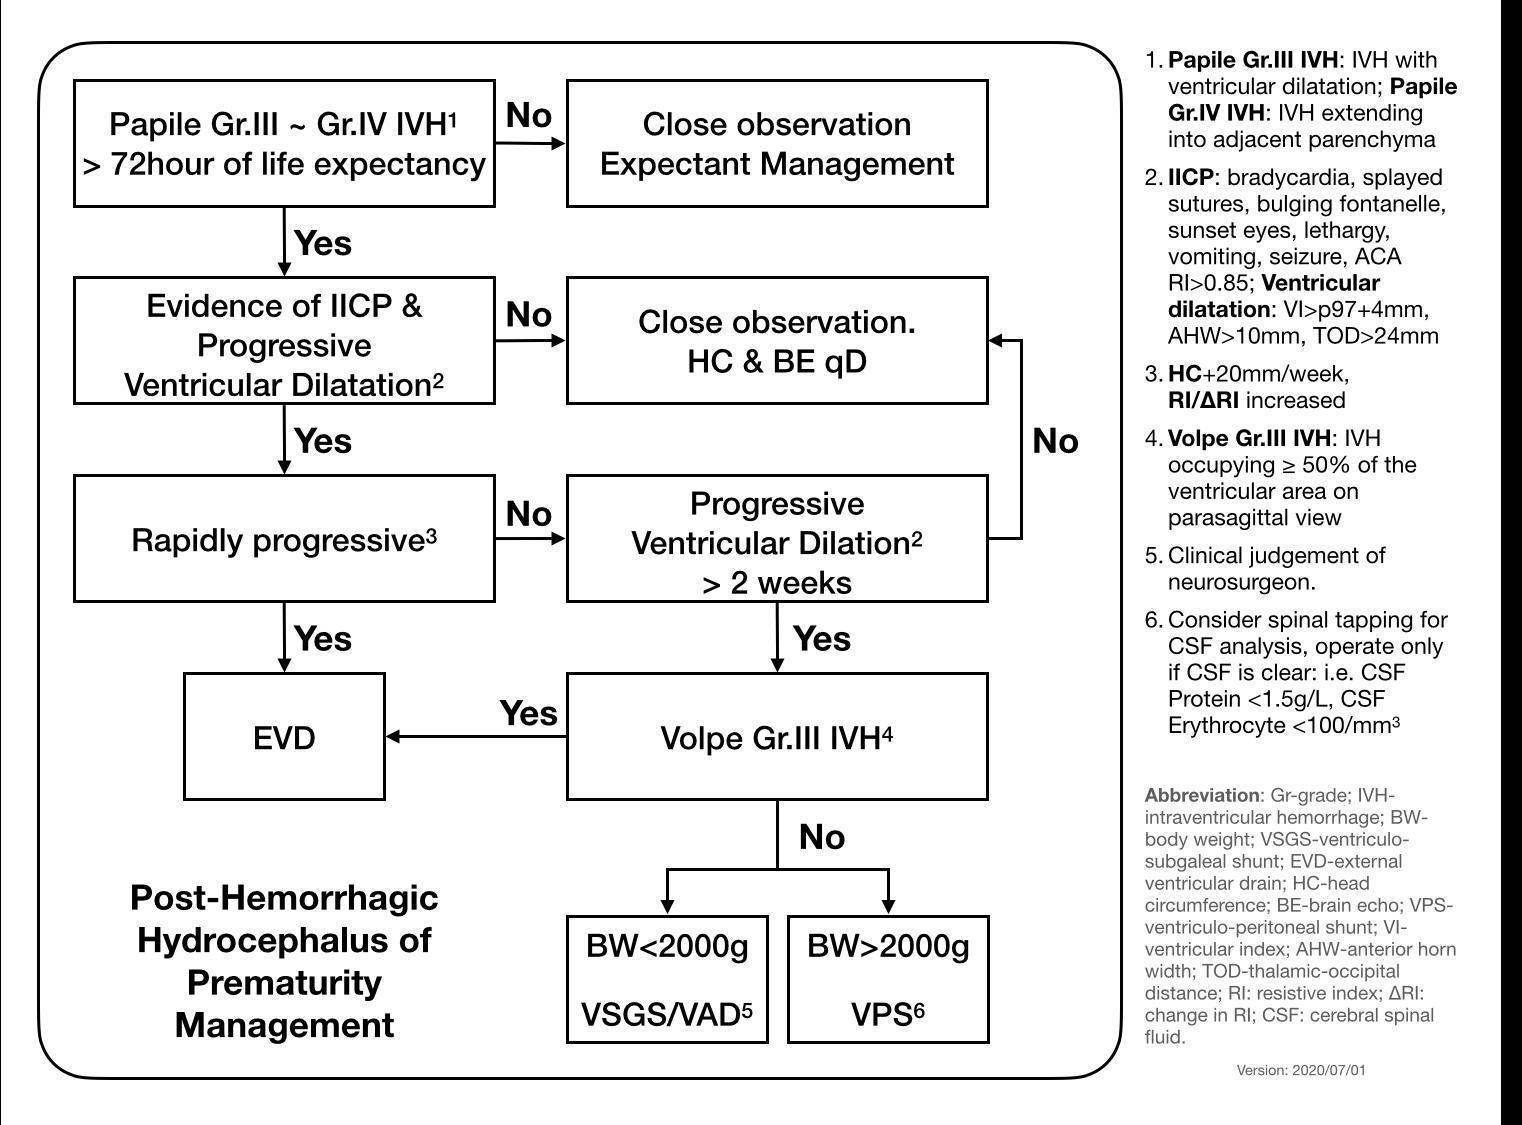 Papile Gr.III ~ Gr.IV IVH¹
> 72hour of life expectancy
No
Close observation
Expectant Management
Yes
Evidence of IICP &
Progressive
Ventricular Dilatation²
No
Close observation.
HC & BE qD
Yes
No
Rapidly progressive³
No
Progressive
Ventricular Dilation²
> 2 weeks
Yes
Yes
EVD
Yes
Volpe Gr.III IVH⁴
No
BW<2000g
VSGS/VAD⁵
BW>2000g
VPS⁶
Post-Hemorrhagic
Hydrocephalus of
Prematurity
Management
1. Papile Gr.III IVH: IVH with
ventricular dilatation; Papile
Gr.IV IVH: IVH extending
into adjacent parenchyma
2. IICP: bradycardia, splayed
sutures, bulging fontanelle,
sunset eyes, lethargy,
vomiting, seizure, ACA
RI>0.85; Ventricular
dilatation: VI>p97+4mm,
AHW>10mm, TOD>24mm
3. HC+20mm/week,
RI/ΔRI increased
4. Volpe Gr.III IVH: IVH
occupying ≥ 50% of the
ventricular area on
parasagittal view
5. Clinical judgement of
neurosurgeon.
6. Consider spinal tapping for
CSF analysis, operate only
if CSF is clear: i.e. CSF
Protein <1.5g/L, CSF
Erythrocyte <100/mm³
Abbreviation: Gr-grade; IVH-
intraventricular hemorrhage; BW-
body weight; VSGS-ventriculo-
subgaleal shunt; EVD-external
ventricular drain; HC-head
circumference; BE-brain echo; VPS-
ventriculo-peritoneal shunt; VI-
ventricular index; AHW-anterior horn
width; TOD-thalamic-occipital
distance; RI: resistive index; ΔRI:
change in RI; CSF: cerebral spinal
fluid.
Version: 2020/07/01